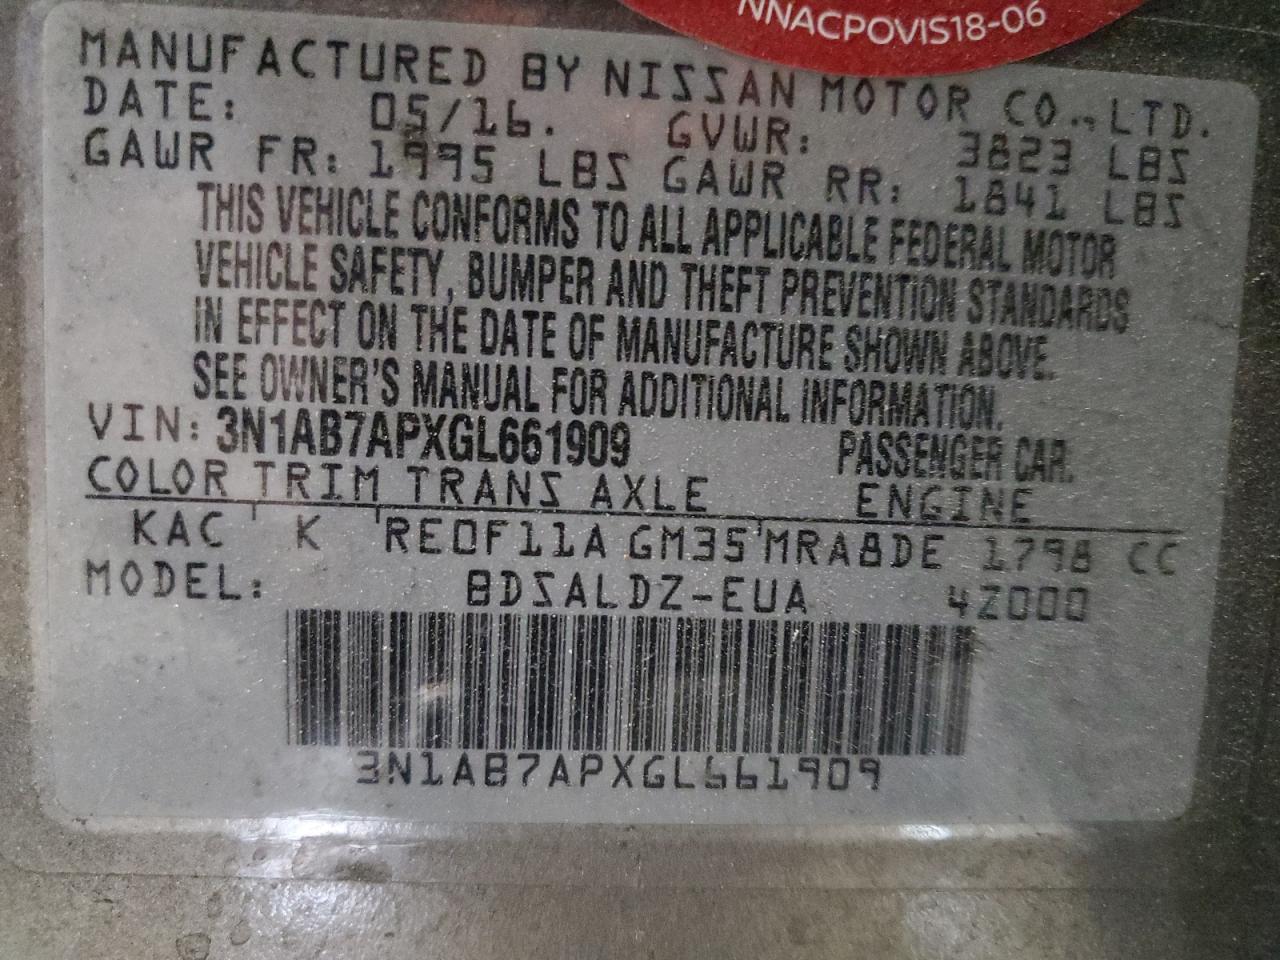 NNACPOVIS18-06
MANUFACTURED BY NISSAN MOTOR CO.,LTD.
DATE: 05/16. GVWR: 3823 LBS
GAWR FR: 1995 LBS GAWR RR: 1841 LBS
THIS VEHICLE CONFORMS TO ALL APPLICABLE FEDERAL MOTOR
VEHICLE SAFETY, BUMPER AND THEFT PREVENTION STANDARDS
IN EFFECT ON THE DATE OF MANUFACTURE SHOWN ABOVE.
SEE OWNER'S MANUAL FOR ADDITIONAL INFORMATION.
VIN: 3N1AB7APXGL661909 PASSENGER CAR.
COLOR TRIM TRANS AXLE ENGINE
KAC K RE0F11A GM35 MRA8DE 1798 CC
MODEL: BDSALDZ-EUA 42000
3N1AB7APXGL661909